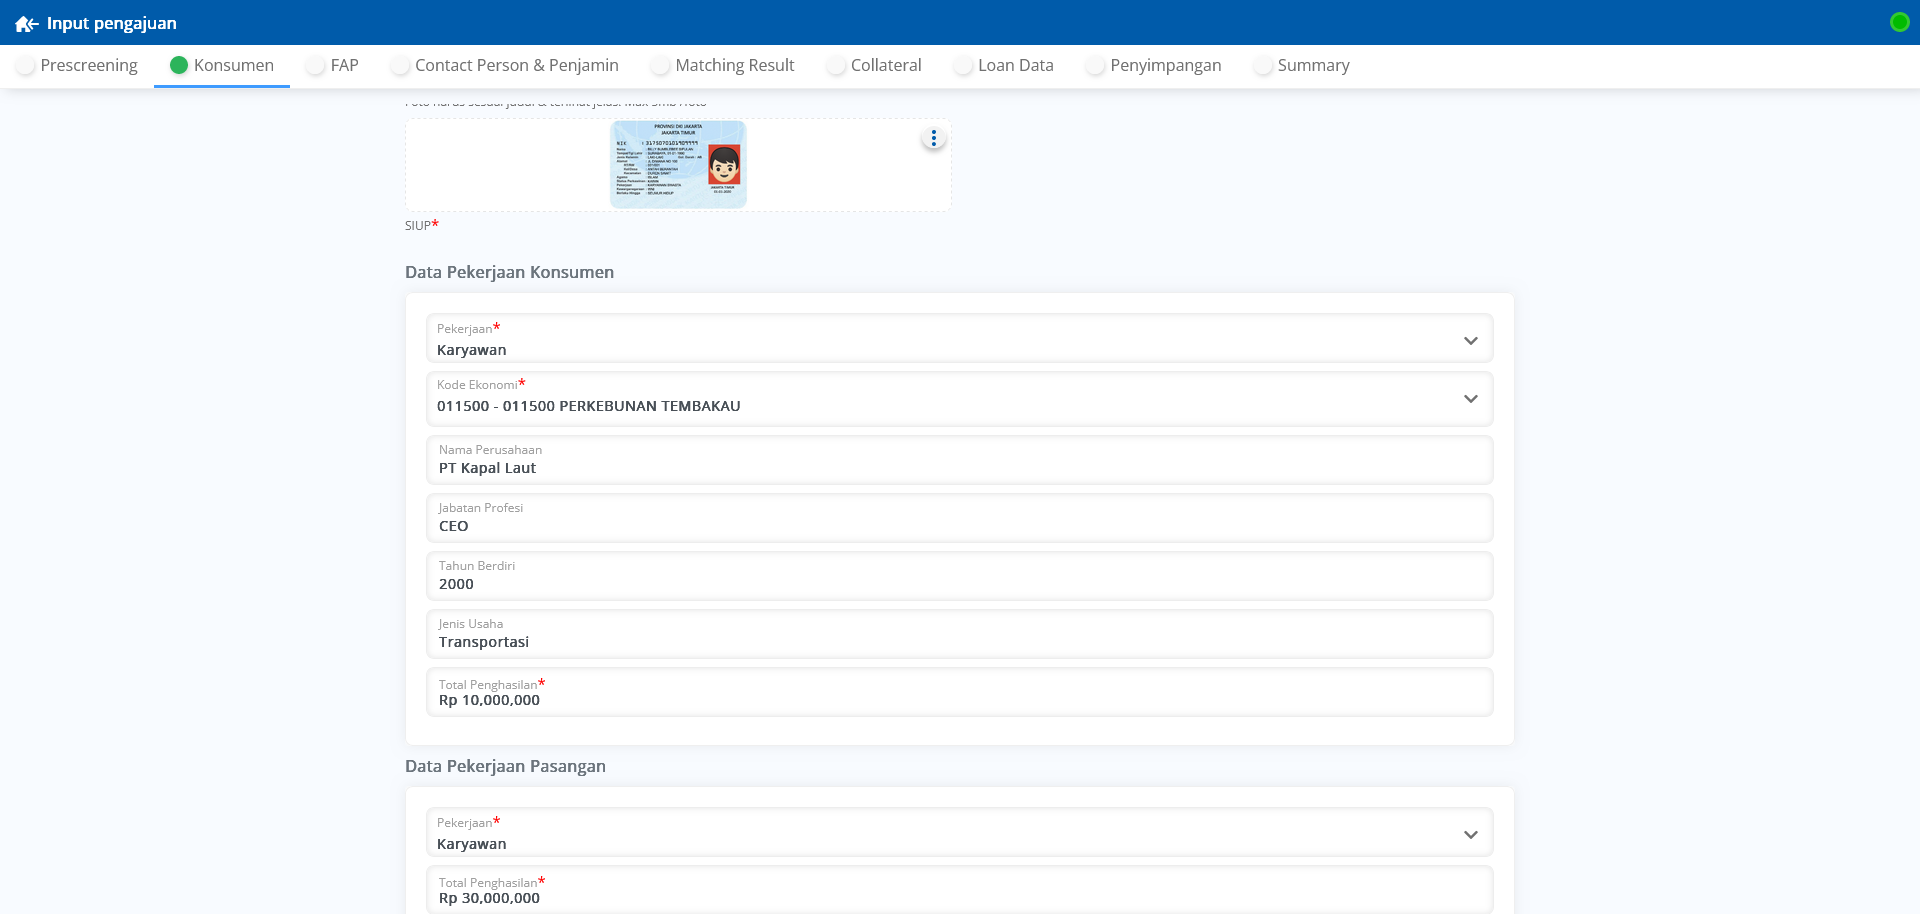 Input pengajuan
Prescreening
Konsumen
FAP
Contact Person & Penjamin
Matching Result
Collateral
Loan Data
Penyimpangan
Summary
PROVINSI DKI JAKARTA
JAKARTA TIMUR
NIK
SIUP*
Data Pekerjaan Konsumen
Pekerjaan*
Karyawan
Kode Ekonomi*
011500 - 011500 PERKEBUNAN TEMBAKAU
Nama Perusahaan
PT Kapal Laut
Jabatan Profesi
CEO
Tahun Berdiri
2000
Jenis Usaha
Transportasi
Total Penghasilan*
Rp 10,000,000
Data Pekerjaan Pasangan
Pekerjaan*
Karyawan
Total Penghasilan*
Rp 30,000,000